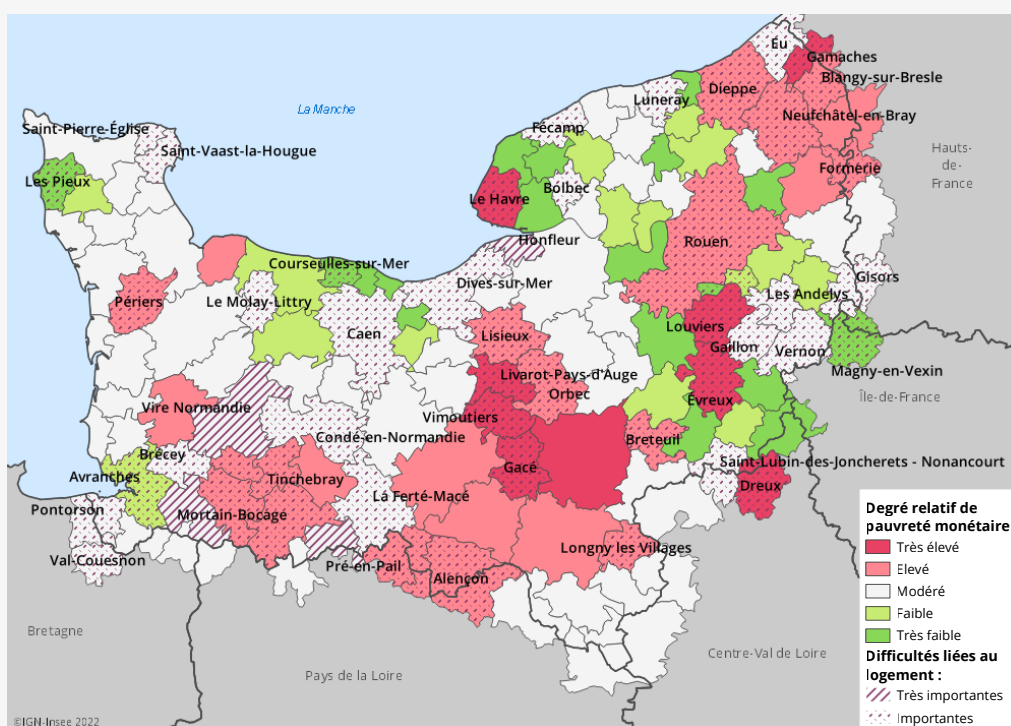 Eu
Gamaches
La Manche
Dieppe
Blangy-sur-Bresle
Luneray
Neufchâtel-en-Bray
Saint-Pierre-Église
Fécamp
Saint-Vaast-la-Hougue
Hauts-
de-
France
Formerie
Les Pieux
Bolbec
Le Havre
Honfleur
Rouen
Courseulles-sur-Mer
Dives-sur-Mer
Gisors
Périers
Le Molay-Littry
Les Andelys
Caen
Louviers
Lisieux
Gaillon
Vernon
Magny-en-Vexin
Livarot-Pays-d'Auge
Orbec
Île-de-France
Évreux
Vire Normandie
Vimoutiers
Condé-en-Normandie
Breteuil
Brécey
Saint-Lubin-des-Joncherets - Nonancourt
Gacé
Avranches
Tinchebray
Dreux
La Ferté-Macé
Pontorson
Mortain-Bocage
Longny les Villages
Val-Couesnon
Pré-en-Pail
Alençon
Bretagne
Pays de la Loire
Centre-Val de Loire
Degré relatif de
pauvreté monétaire
Très élevé
Elevé
Modéré
Faible
Très faible
Difficultés liées au
logement :
Très importantes
Importantes
©IGN-Insee 2022